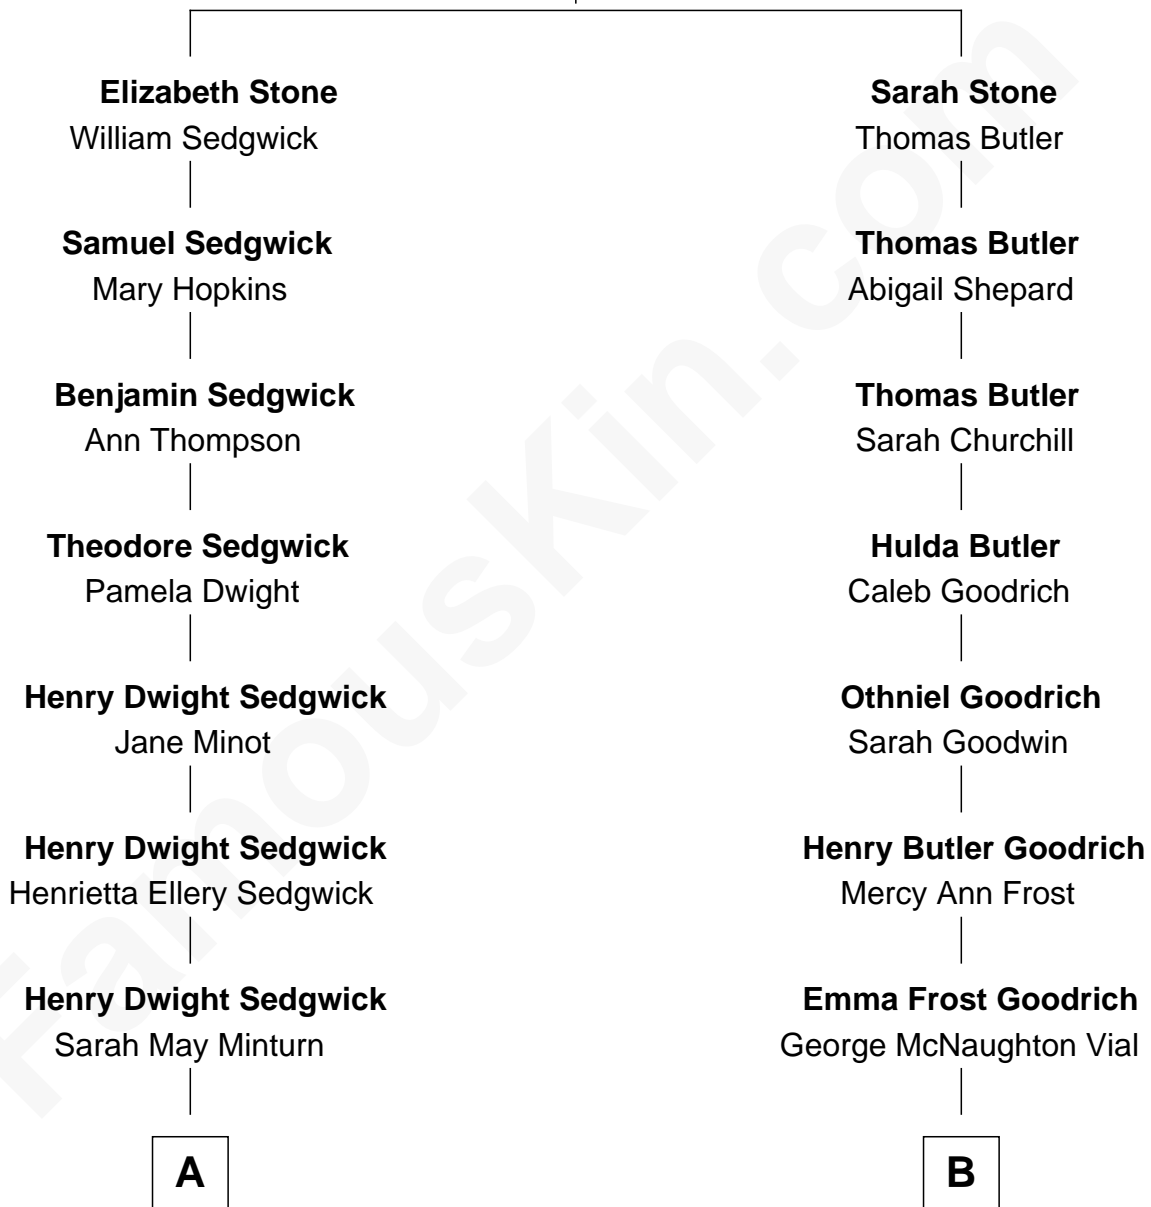 Elizabeth Stone
William Sedgwick
Samuel Sedgwick
Mary Hopkins
Benjamin Sedgwick
Ann Thompson
Theodore Sedgwick
Pamela Dwight
Henry Dwight Sedgwick
Jane Minot
Henry Dwight Sedgwick
Henrietta Ellery Sedgwick
Henry Dwight Sedgwick
Sarah May Minturn
A
Sarah Stone
Thomas Butler
Thomas Butler
Abigail Shepard
Thomas Butler
Sarah Churchill
Hulda Butler
Caleb Goodrich
Othniel Goodrich
Sarah Goodwin
Henry Butler Goodrich
Mercy Ann Frost
Emma Frost Goodrich
George McNaughton Vial
B
FamousKin.com